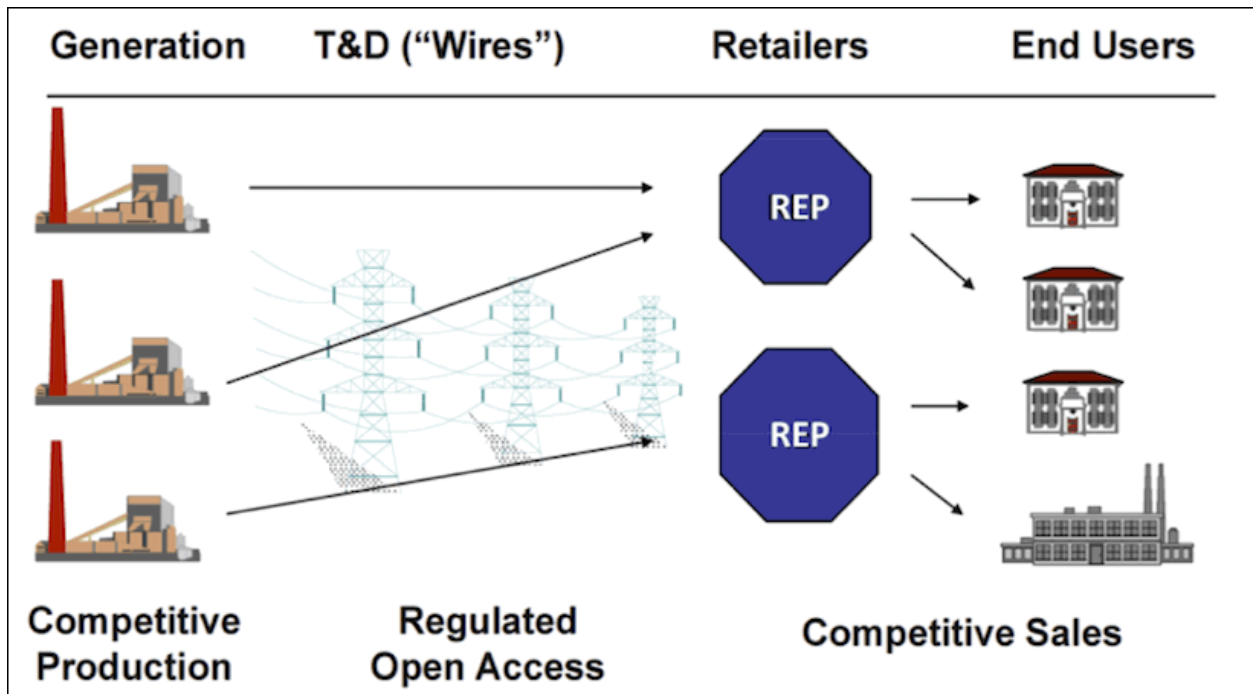 Generation
T&D (“Wires”)
Retailers
End Users
REP
REP
Competitive
Production
Regulated
Open Access
Competitive Sales